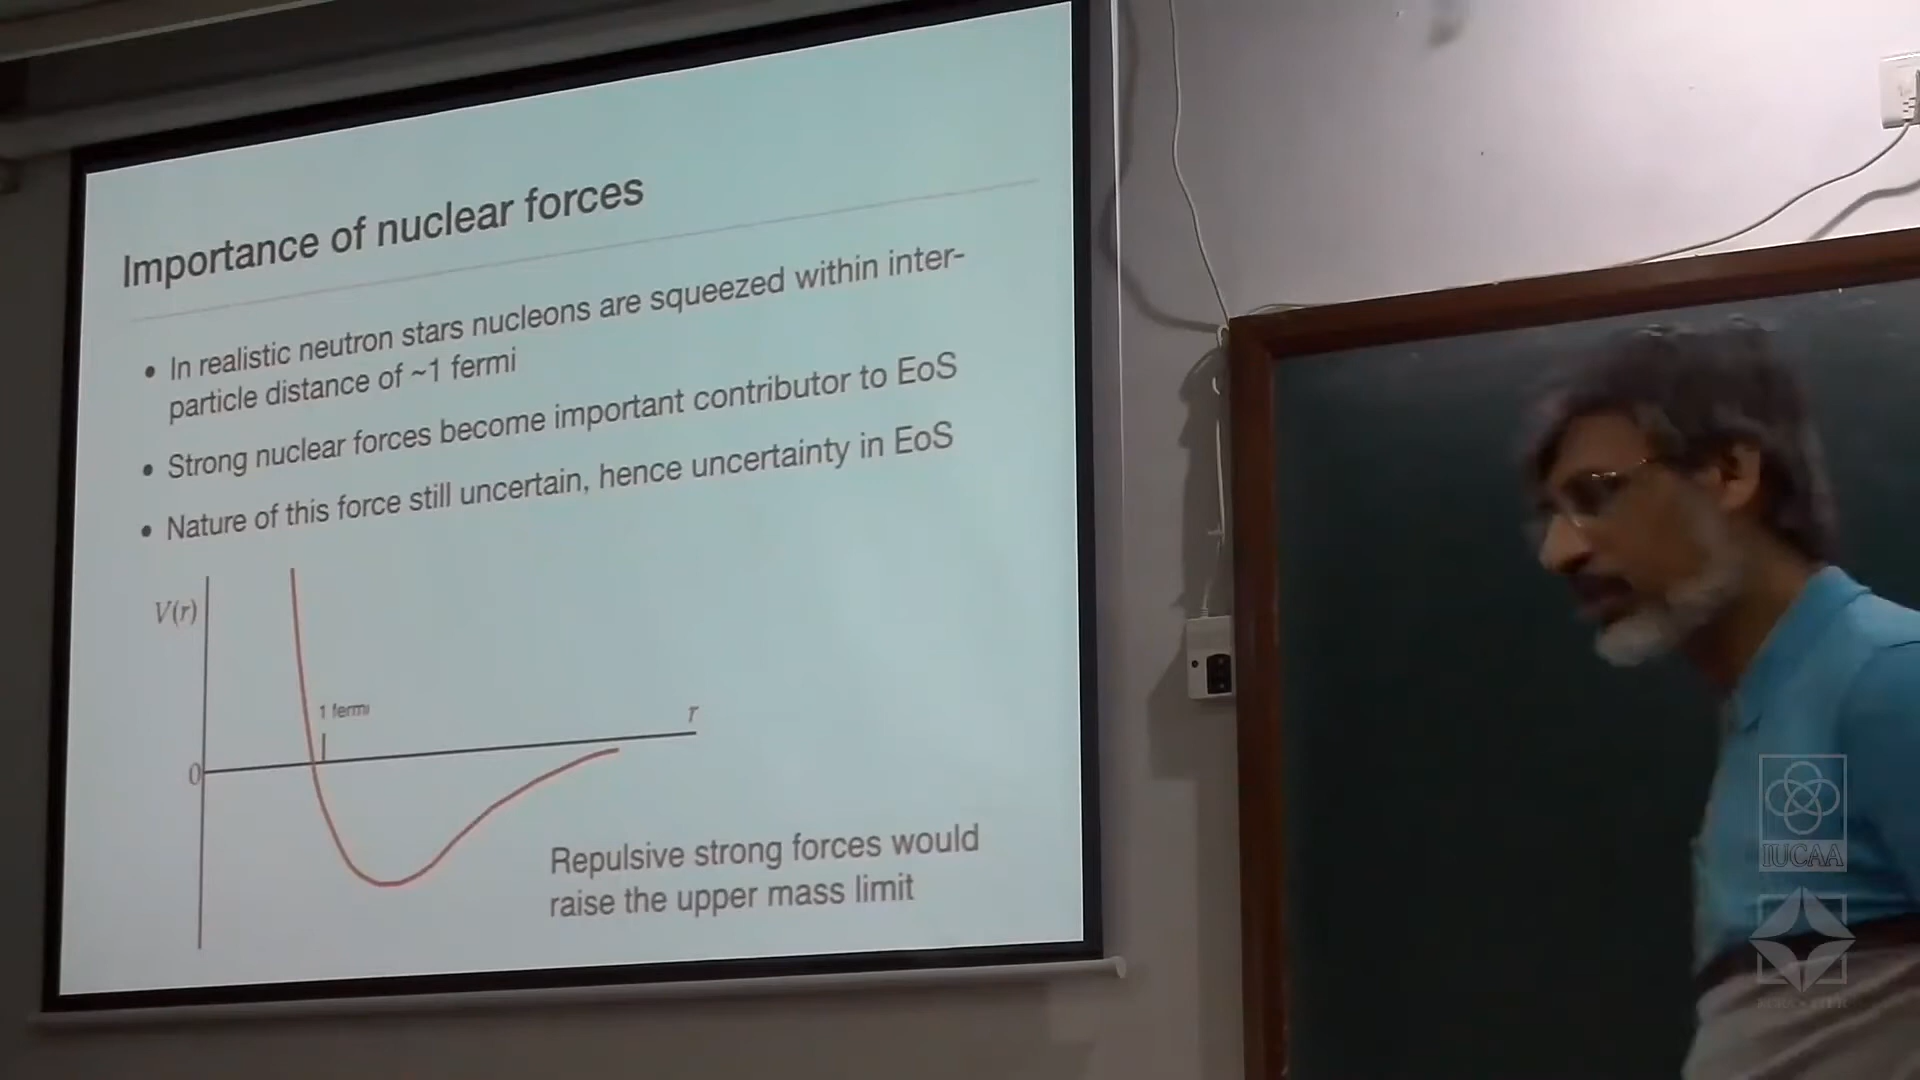 Importance of nuclear forces
• In realistic neutron stars nucleons are squeezed within inter-
particle distance of ~1 fermi
• Strong nuclear forces become important contributor to EoS
• Nature of this force still uncertain, hence uncertainty in EoS
V(r)
1 fermi
r
0
Repulsive strong forces would
raise the upper mass limit
IUCAA